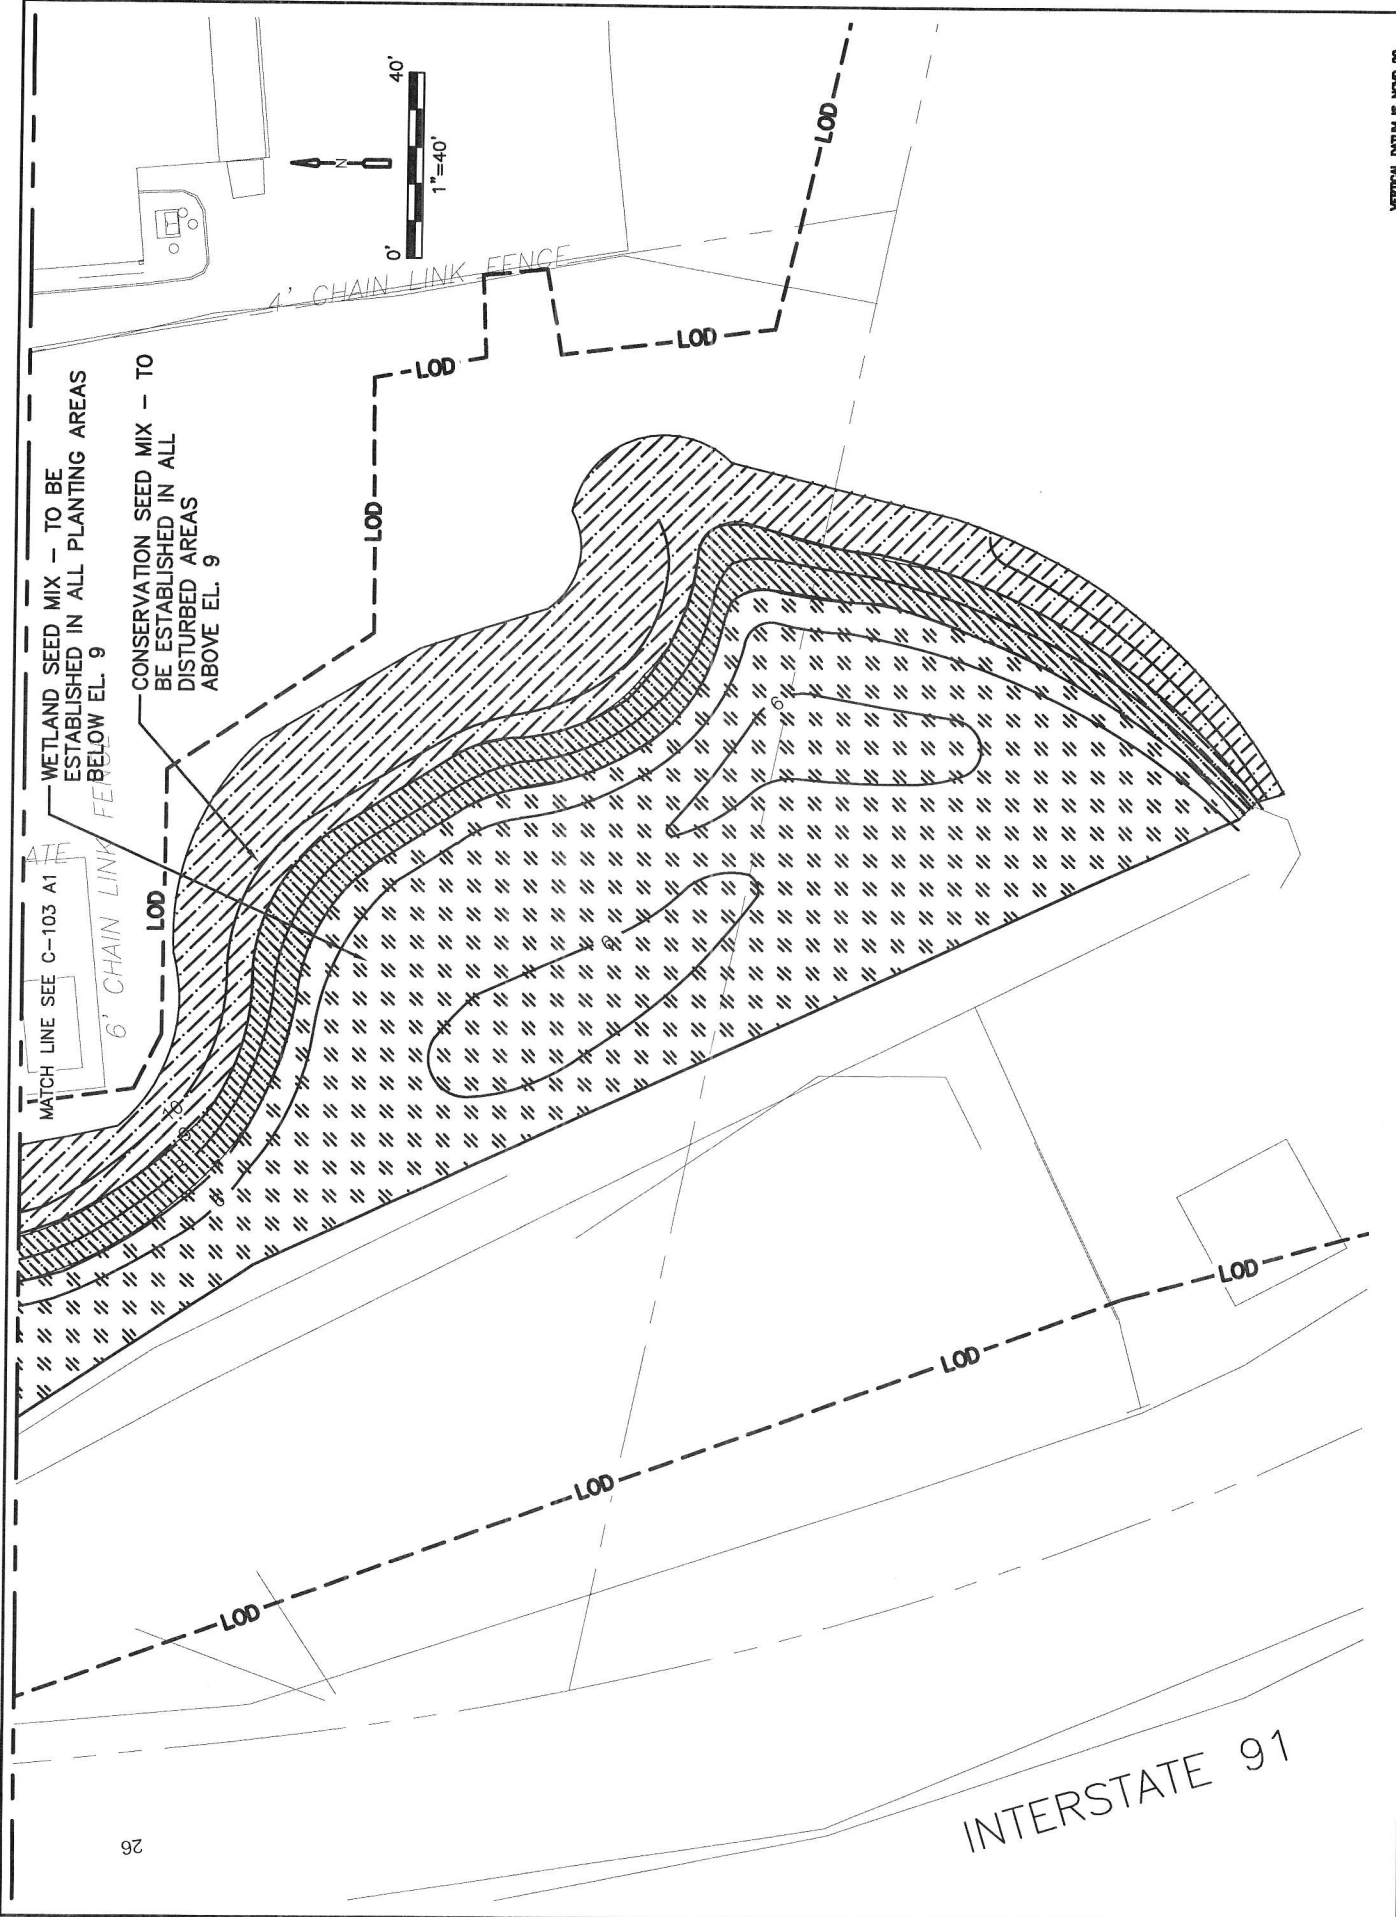 MATCH LINE SEE C-103 A1
WETLAND SEED MIX - TO BE
ESTABLISHED IN ALL PLANTING AREAS
BELOW EL. 9
CONSERVATION SEED MIX - TO
BE ESTABLISHED IN ALL
DISTURBED AREAS
ABOVE EL. 9
ATE
6' CHAIN LINK FENCE
4' CHAIN LINK FENCE
N
0'
40'
1"=40'
LOD
LOD
LOD
LOD
LOD
10
9
8
6
6
6
LOD
LOD
LOD
LOD
INTERSTATE 91
26